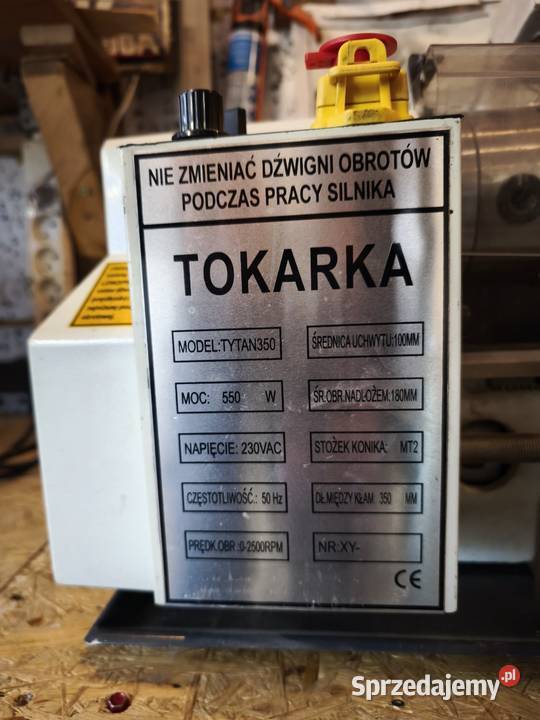 NIE ZMIENIAĆ DŹWIGNI OBROTÓW
PODCZAS PRACY SILNIKA
TOKARKA
MODEL:TYTAN350
ŚREDNICA UCHWYTU:100MM
MOC: 550 W
ŚR.OBR.NADŁOŻEM:180MM
NAPIĘCIE: 230VAC
STOŻEK KONIKA: MT2
CZĘSTOTLIWOŚĆ: 50 Hz
DŁ.MIĘDZY KŁAM: 350 MM
PRĘDK.OBR.:0-2500RPM
NR:XY-
CE
Sprzedajemy.pl